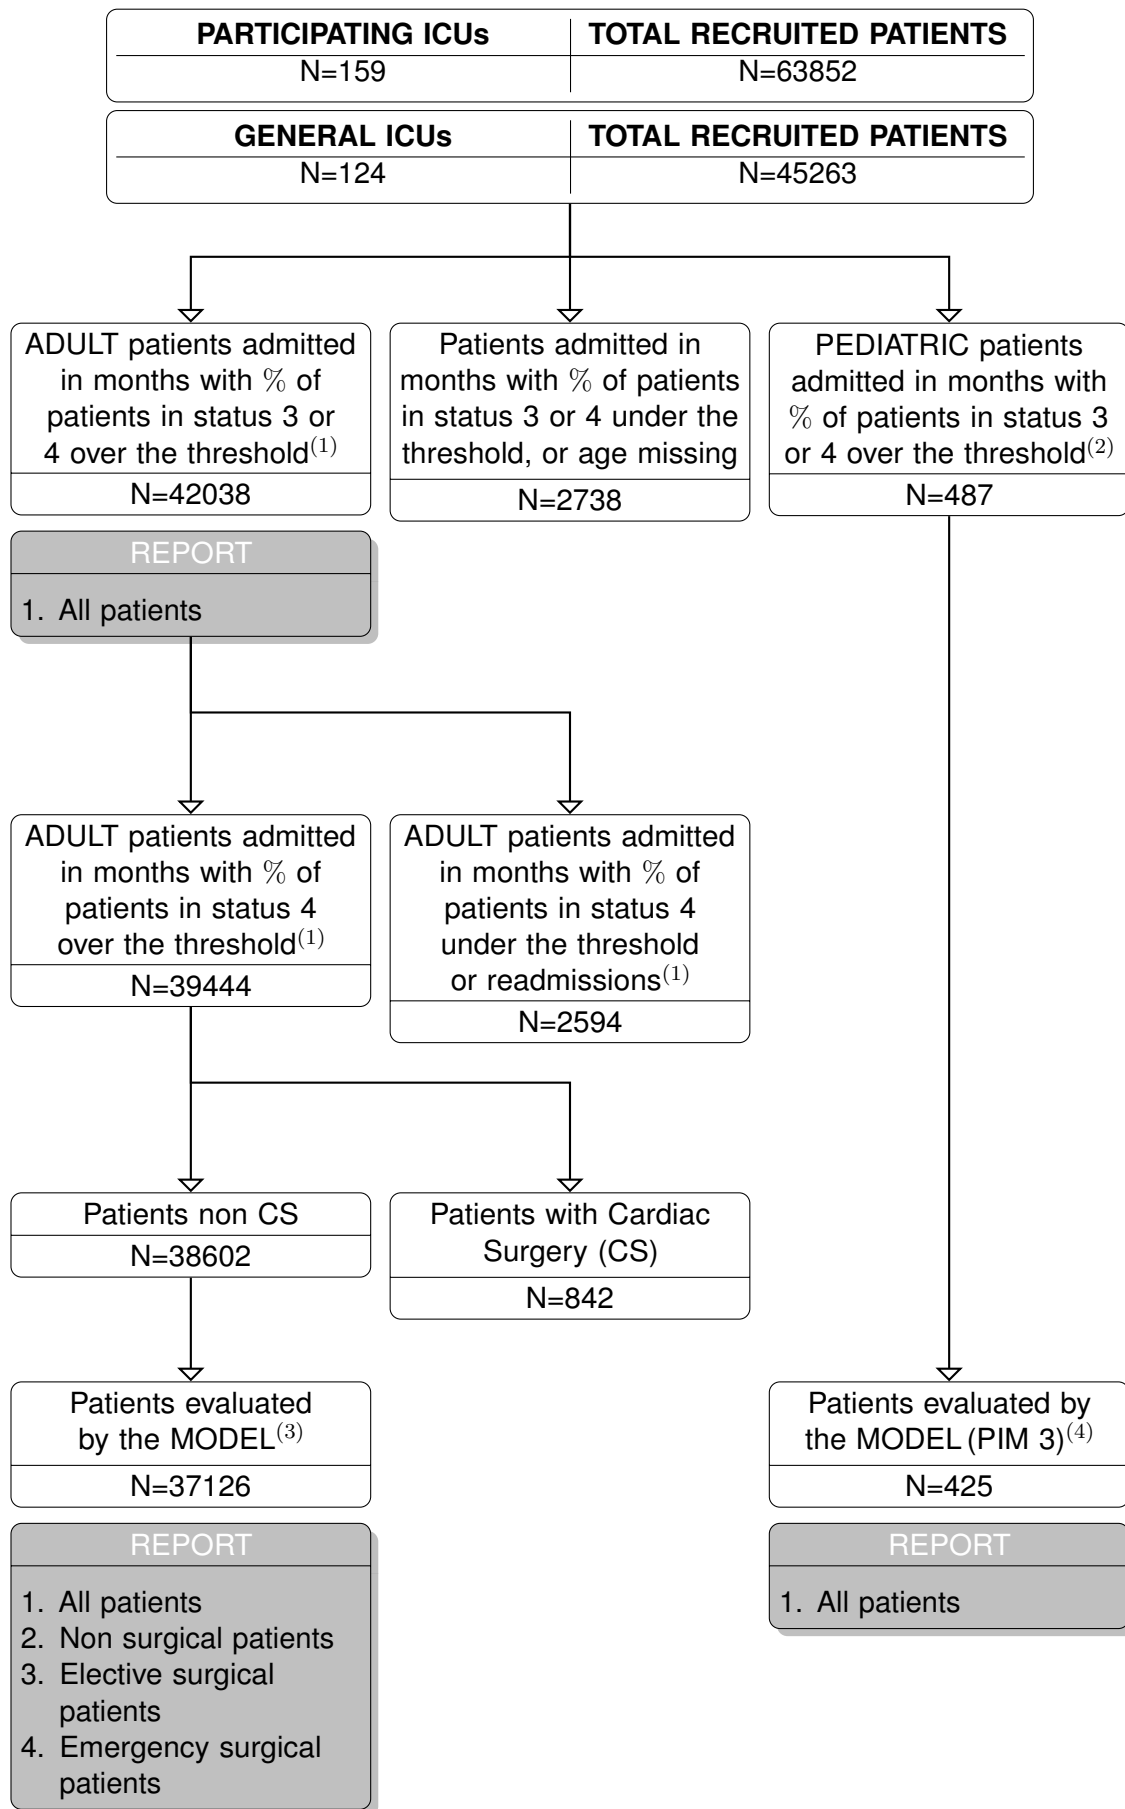 PARTICIPATING ICUs TOTAL RECRUITED PATIENTS
N=159 N=63852
GENERAL ICUs TOTAL RECRUITED PATIENTS
N=124 N=45263
ADULT patients admitted
in months with % of
patients in status 3 or
4 over the threshold(1)
N=42038
Patients admitted in
months with % of patients
in status 3 or 4 under the
threshold, or age missing
N=2738
PEDIATRIC patients
admitted in months with
% of patients in status 3
or 4 over the threshold(2)
N=487
REPORT
1. All patients
ADULT patients admitted
in months with % of
patients in status 4
over the threshold(1)
N=39444
ADULT patients admitted
in months with % of
patients in status 4
under the threshold
or readmissions(1)
N=2594
Patients non CS
N=38602
Patients with Cardiac
Surgery (CS)
N=842
Patients evaluated
by the MODEL(3)
N=37126
Patients evaluated by
the MODEL (PIM 3)(4)
N=425
REPORT
1. All patients
2. Non surgical patients
3. Elective surgical
patients
4. Emergency surgical
patients
REPORT
1. All patients